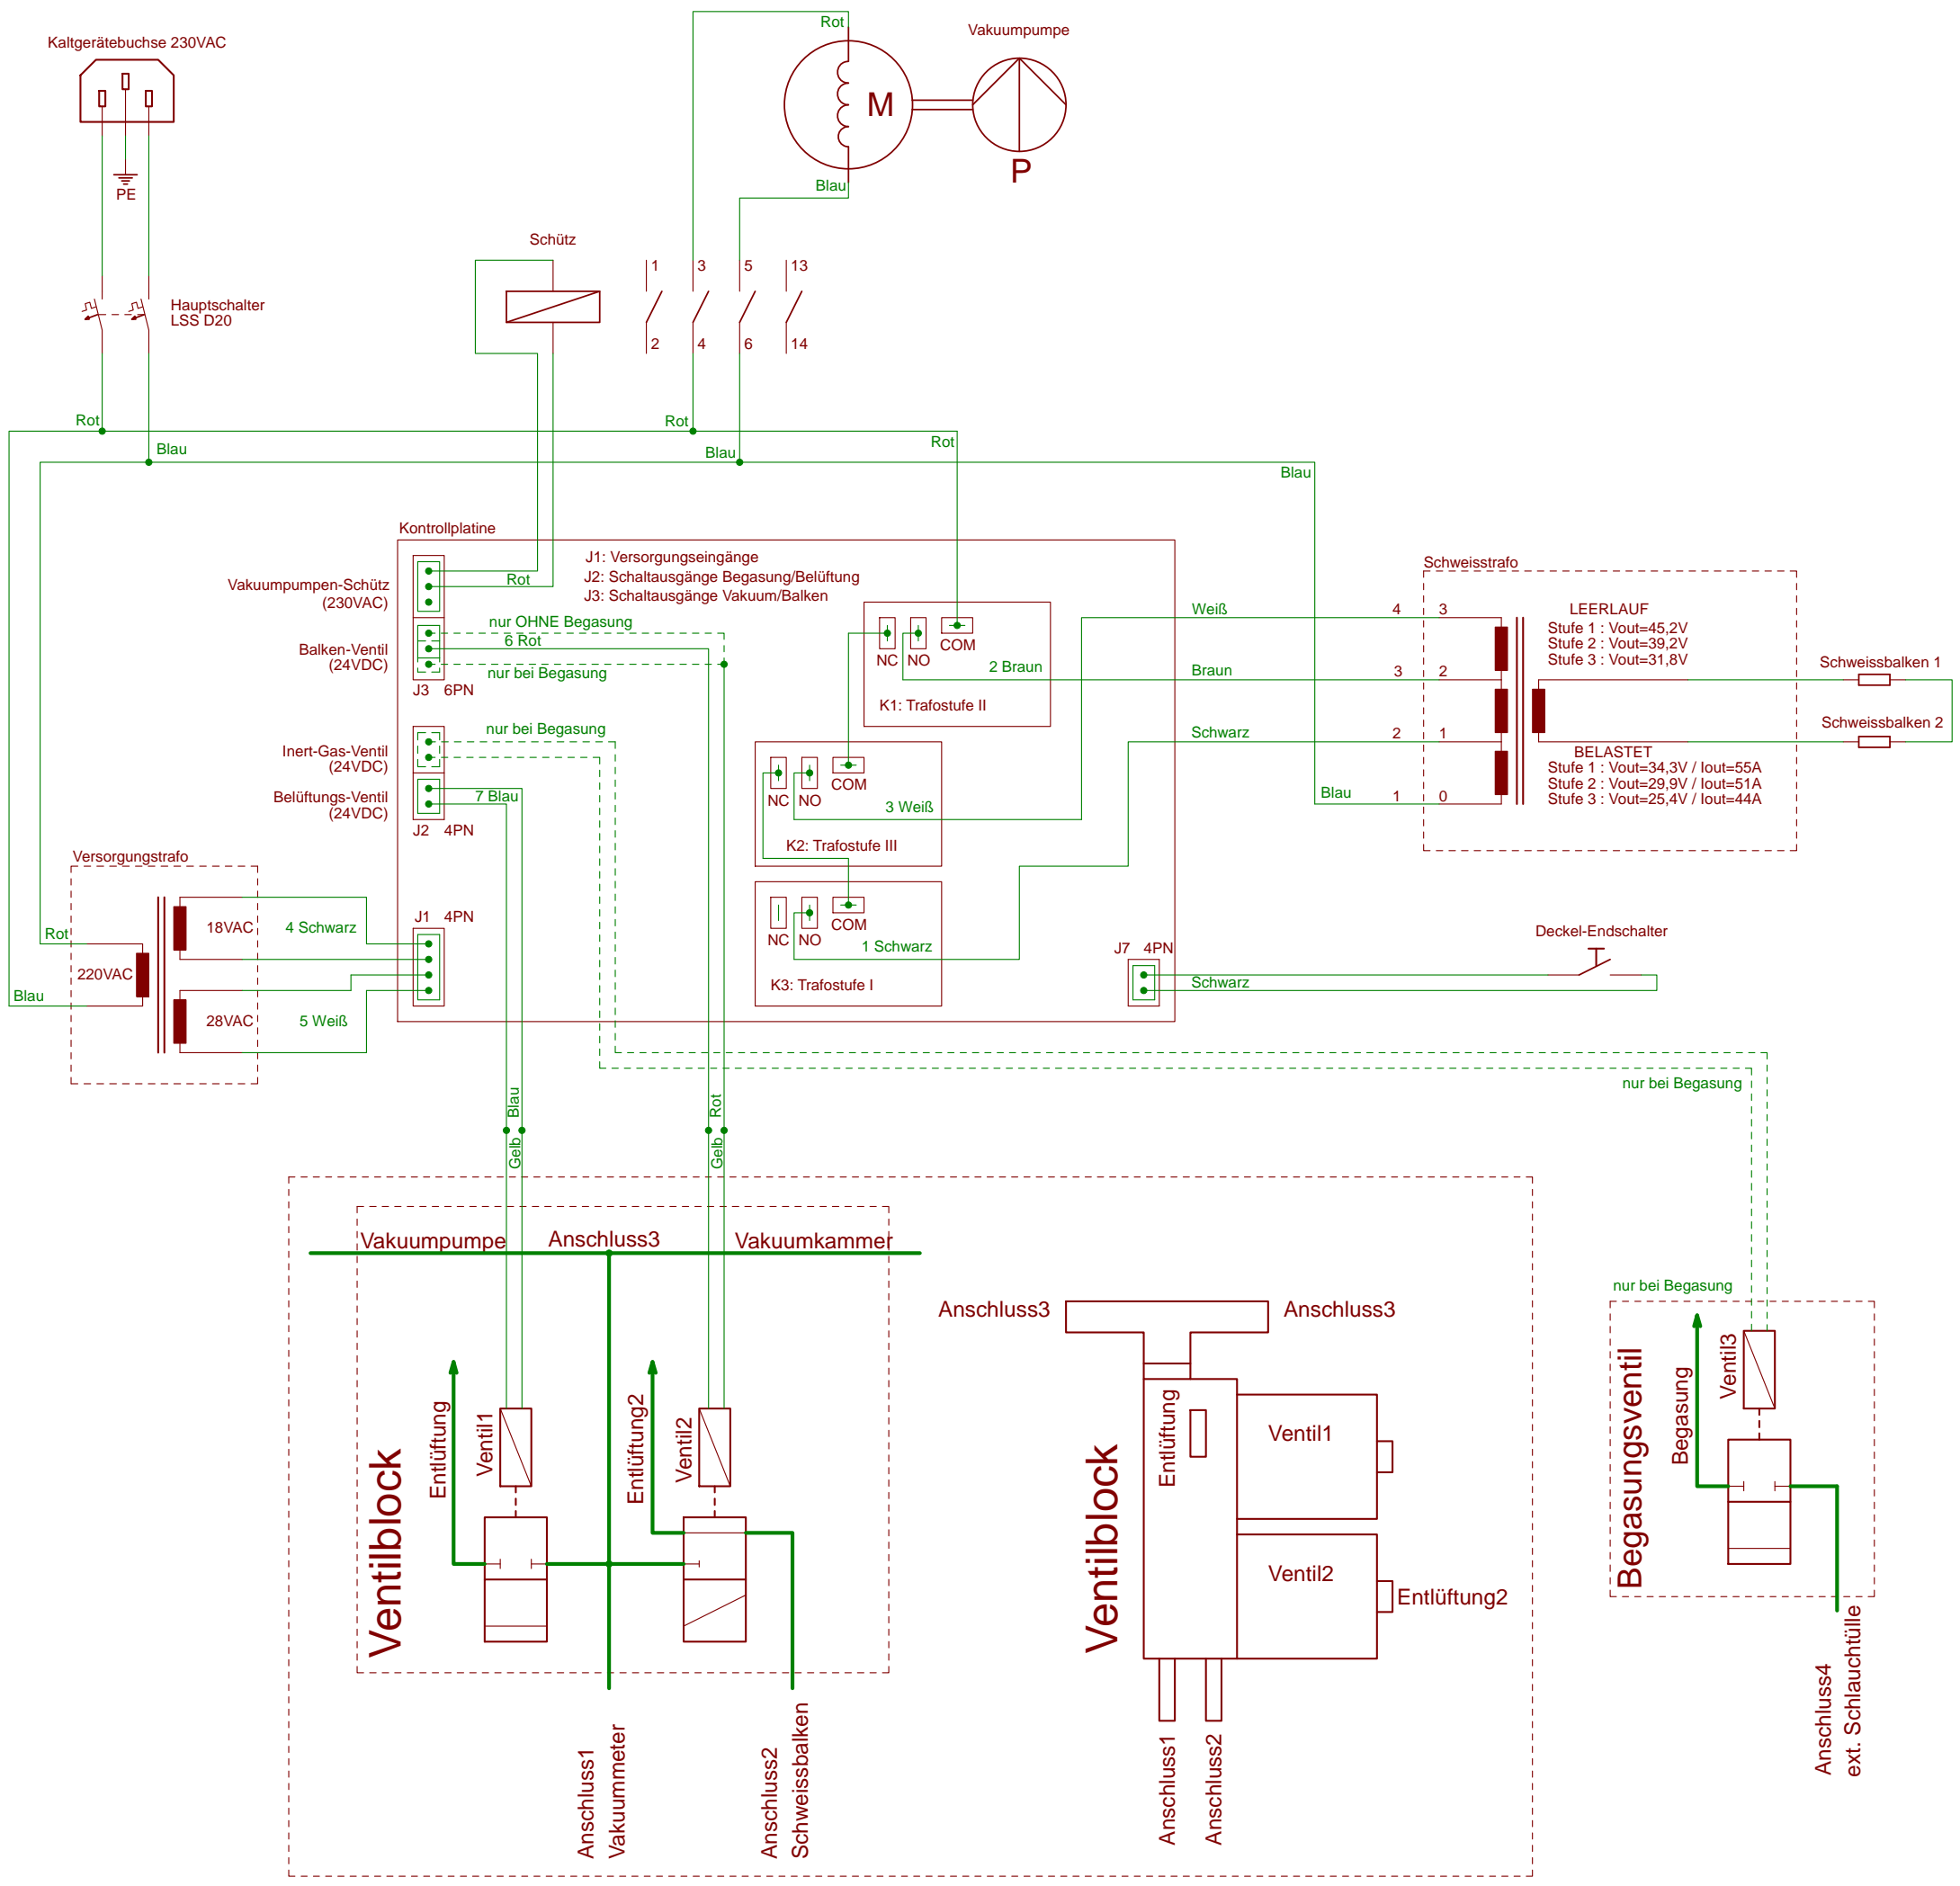 Kaltgerätebuchse 230VAC
PE
Hauptschalter
LSS D20
Rot
Blau
M
Vakuumpumpe
P
Schütz
1
3
5
13
2
4
6
14
Rot
Blau
Rot
Blau
Rot
Blau
Blau
Kontrollplatine
J1: Versorgungseingänge
J2: Schaltausgänge Begasung/Belüftung
J3: Schaltausgänge Vakuum/Balken
Vakuumpumpen-Schütz
(230VAC)
Rot
nur OHNE Begasung
6 Rot
Balken-Ventil
(24VDC)
nur bei Begasung
J3 6PN
nur bei Begasung
Inert-Gas-Ventil
(24VDC)
Belüftungs-Ventil
(24VDC)
7 Blau
J2 4PN
NC
NO
COM
2 Braun
K1: Trafostufe II
NC
NO
COM
3 Weiß
K2: Trafostufe III
NC
NO
COM
1 Schwarz
K3: Trafostufe I
Weiß
4
3
Braun
3
2
Schwarz
2
1
Blau
1
0
Schweisstrafo
LEERLAUF
Stufe 1 : Vout=45,2V
Stufe 2 : Vout=39,2V
Stufe 3 : Vout=31,8V
BELASTET
Stufe 1 : Vout=34,3V / Iout=55A
Stufe 2 : Vout=29,9V / Iout=51A
Stufe 3 : Vout=25,4V / Iout=44A
Schweissbalken 1
Schweissbalken 2
Versorgungstrafo
Rot
220VAC
Blau
18VAC
28VAC
4 Schwarz
5 Weiß
J1 4PN
J7 4PN
Schwarz
Deckel-Endschalter
nur bei Begasung
Blau
Gelb
Rot
Gelb
Vakuumpumpe
Anschluss3
Vakuumkammer
Ventilblock
Entlüftung
Ventil1
Entlüftung2
Ventil2
Anschluss1
Vakuummeter
Anschluss2
Schweissbalken
Anschluss3
Anschluss3
Ventilblock
Entlüftung
Ventil1
Ventil2
Entlüftung2
Anschluss1
Anschluss2
nur bei Begasung
Begasungsventil
Begasung
Ventil3
Anschluss4
ext. Schlauchtülle